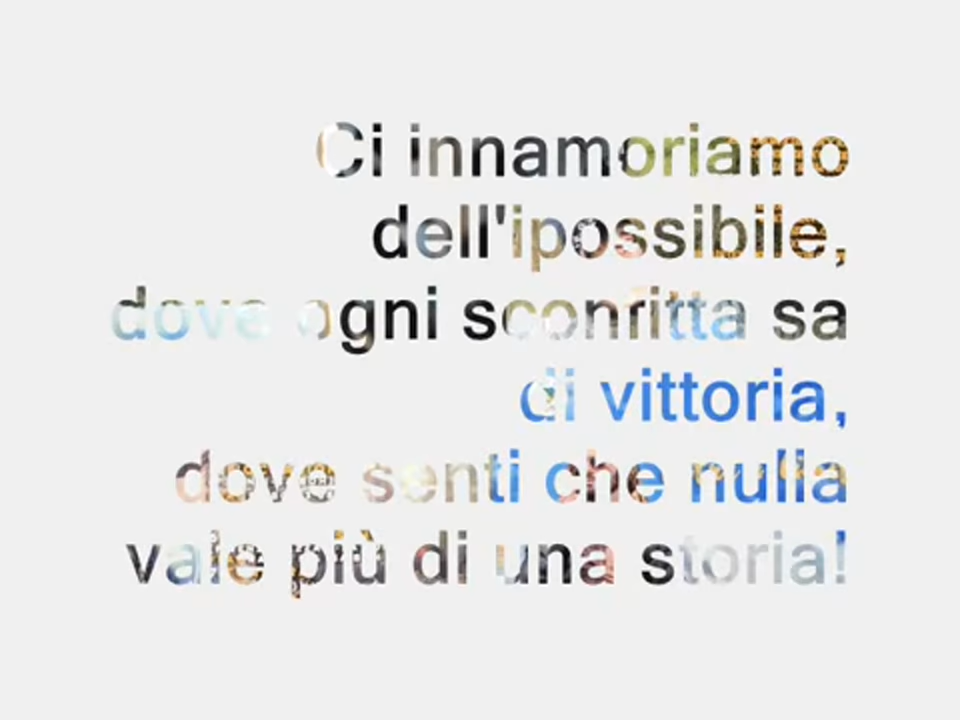 Ci innamoriamo
dell'ipossibile,
dove ogni sconfitta sa
di vittoria,
dove senti che nulla
vale più di una storia!